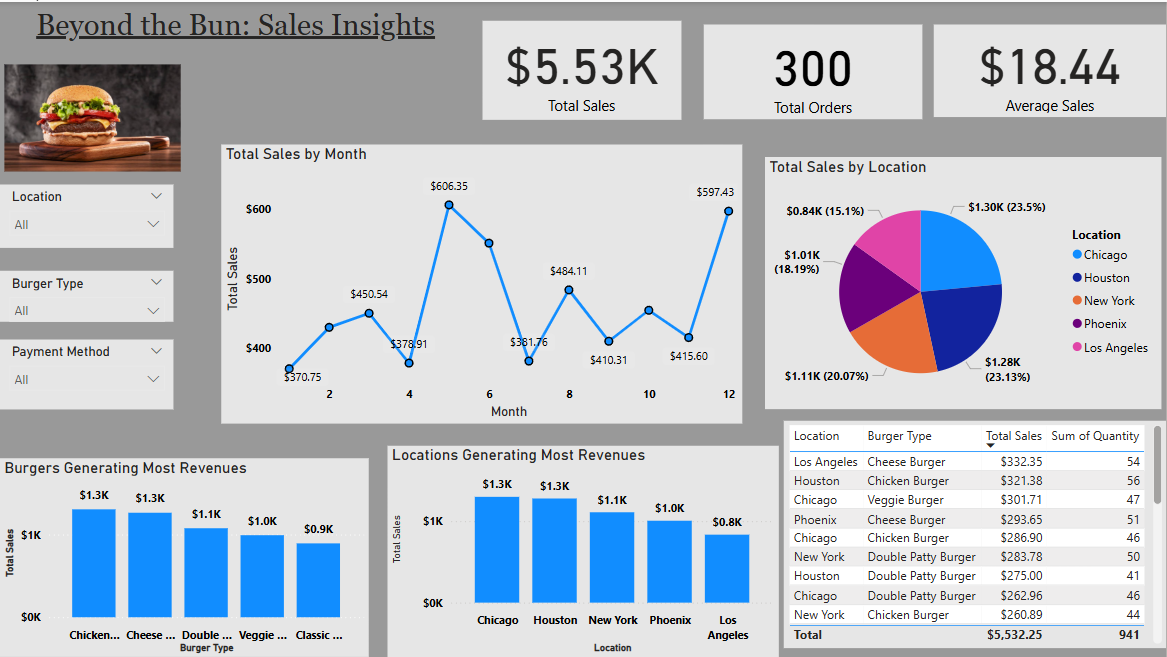 Beyond the Bun: Sales Insights
$5.53K
Total Sales
300
Total Orders
$18.44
Average Sales
Location
All
Burger Type
All
Payment Method
All
Total Sales by Month
Total Sales
$600
$500
$400
$370.75
$450.54
$378.91
$606.35
$381.76
$484.11
$410.31
$415.60
$597.43
2
4
6
8
10
12
Month
Total Sales by Location
$0.84K (15.1%)
$1.30K (23.5%)
$1.01K
(18.19%)
$1.11K (20.07%)
$1.28K
(23.13%)
Location
Chicago
Houston
New York
Phoenix
Los Angeles
Burgers Generating Most Revenues
Total Sales
$1K
$0K
$1.3K
$1.3K
$1.1K
$1.0K
$0.9K
Chicken... Cheese ... Double ... Veggie ... Classic ...
Burger Type
Locations Generating Most Revenues
Total Sales
$1K
$0K
$1.3K
$1.3K
$1.1K
$1.0K
$0.8K
Chicago Houston New York Phoenix Los
Angeles
Location
Location Burger Type Total Sales Sum of Quantity
Los Angeles Cheese Burger $332.35 54
Houston Chicken Burger $321.38 56
Chicago Veggie Burger $301.71 47
Phoenix Cheese Burger $293.65 51
Chicago Chicken Burger $286.90 46
New York Double Patty Burger $283.78 50
Houston Double Patty Burger $275.00 41
Chicago Double Patty Burger $262.96 46
New York Chicken Burger $260.89 44
Total $5,532.25 941